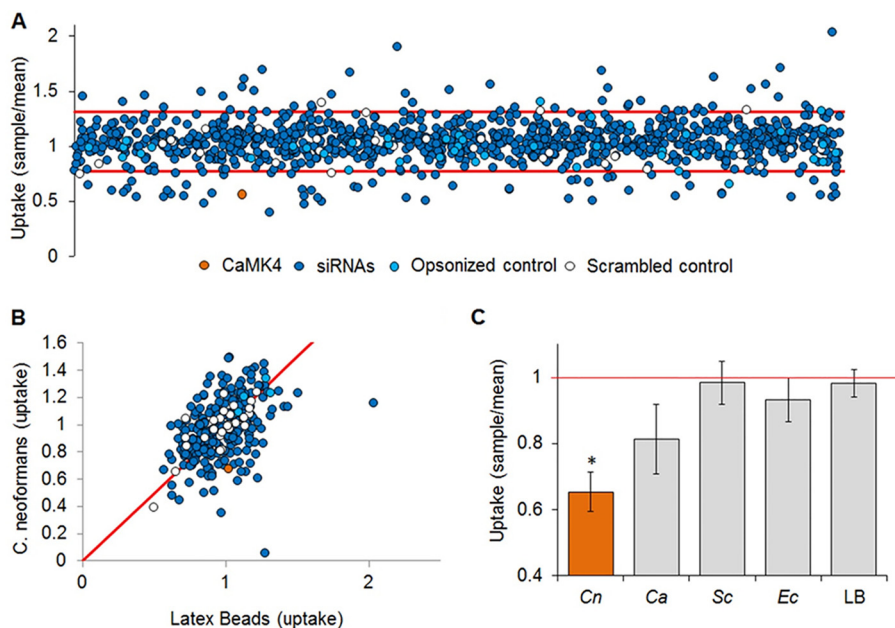 A
Uptake (sample/mean)
2
1.5
1
0.5
0
CaMK4 siRNAs Opsonized control Scrambled control
B
C. neoformans (uptake)
1.6
1.4
1.2
1
0.8
0.6
0.4
0.2
0
0 1 2
Latex Beads (uptake)
C
Uptake (sample/mean)
1
0.8
0.6
0.4
*
Cn Ca Sc Ec LB